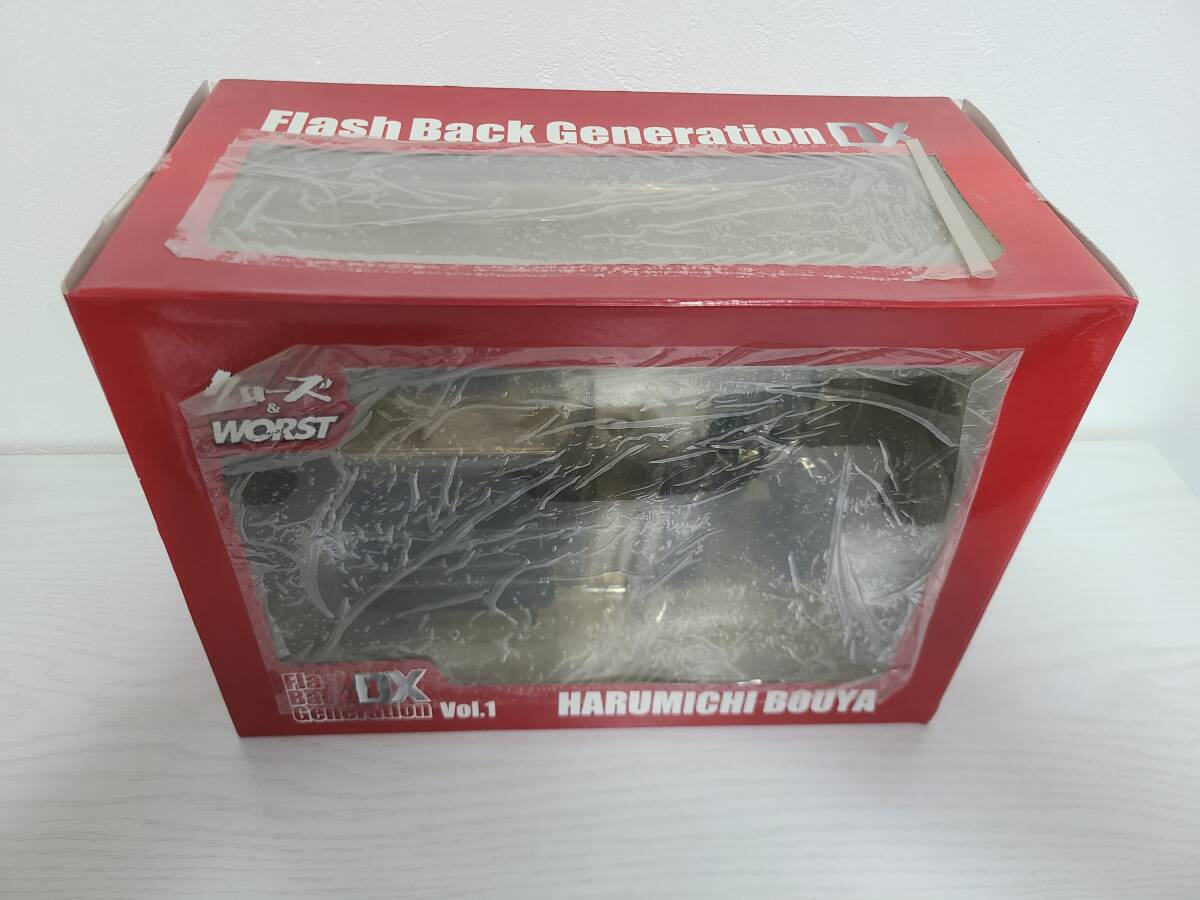 Flash Back Generation DX
クローズ
&
WORST
Flash
Back DX
Generation Vol.1
HARUMICHI BOUYA